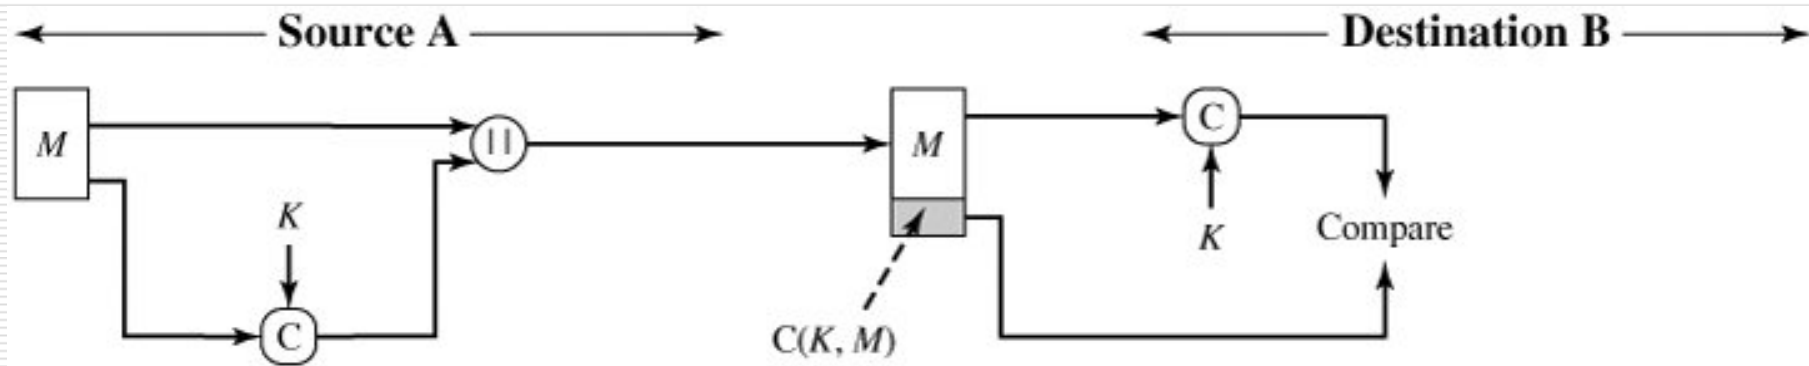 Source A
Destination B
M
||
M
C
K
K
Compare
C
C(K, M)